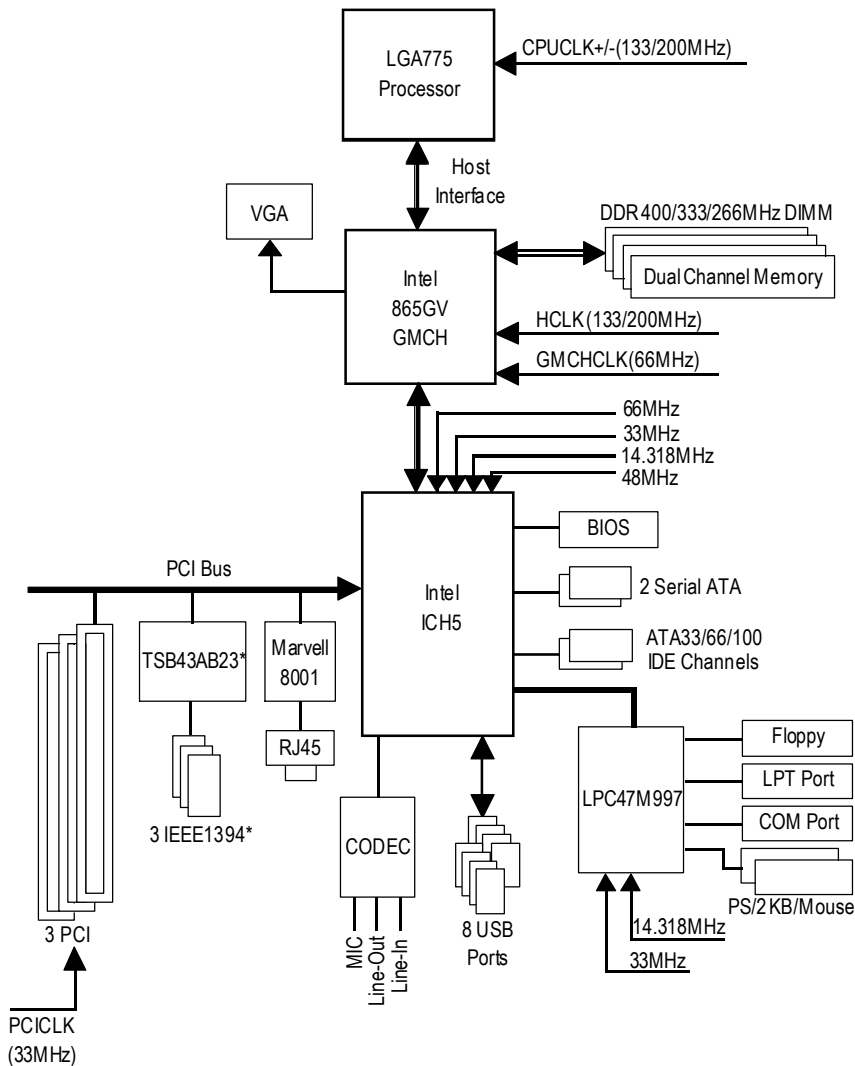 LGA775
Processor
CPUCLK+/-(133/200MHz)
Host
Interface
VGA
DDR 400/333/266MHz DIMM
Dual Channel Memory
Intel
865GV
GMCH
HCLK (133/200MHz)
GMCHCLK (66MHz)
66MHz
33MHz
14.318MHz
48MHz
PCI Bus
Intel
ICH5
BIOS
2 Serial ATA
ATA33/66/100
IDE Channels
TSB43AB23*
Marvell
8001
RJ45
3 IEEE1394*
CODEC
MIC
Line-Out
Line-In
8 USB
Ports
LPC47M997
Floppy
LPT Port
COM Port
PS/2 KB/Mouse
14.318MHz
33MHz
3 PCI
PCICLK
(33MHz)